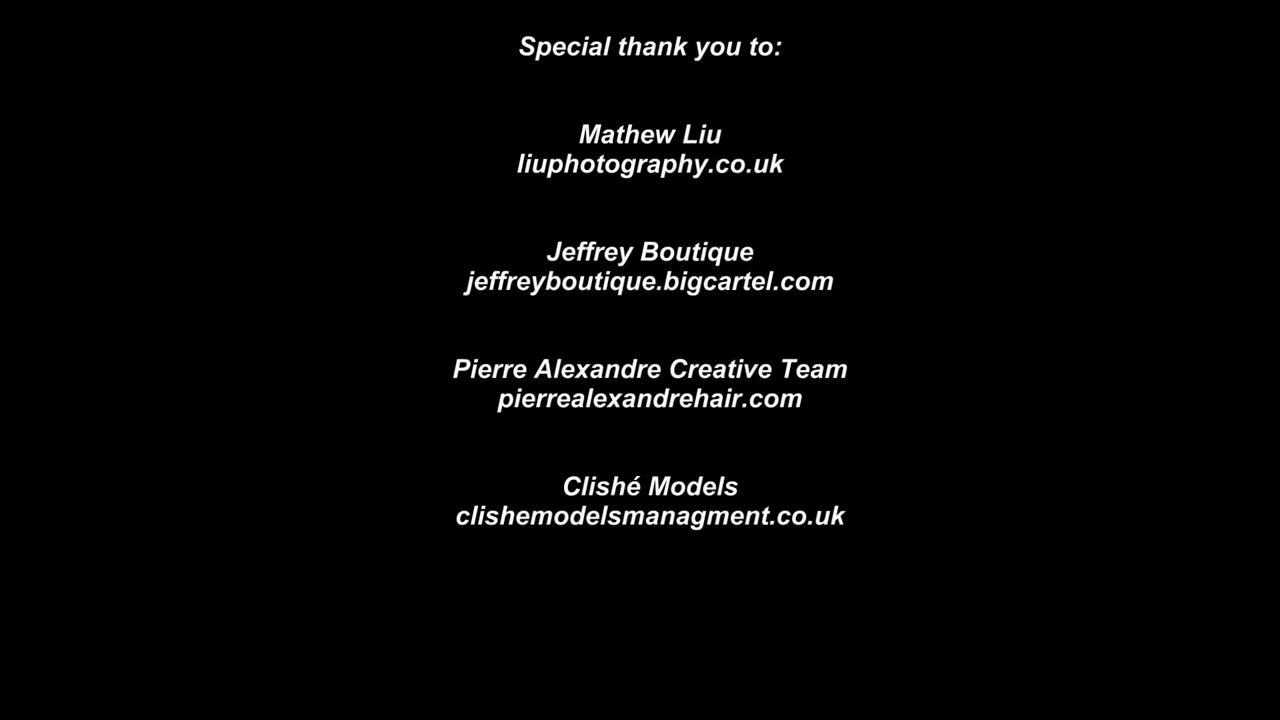 Special thank you to:
Mathew Liu
liuphotography.co.uk
Jeffrey Boutique
jeffreyboutique.bigcartel.com
Pierre Alexandre Creative Team
pierrealexandrehair.com
Clishé Models
clishemodelsmanagment.co.uk